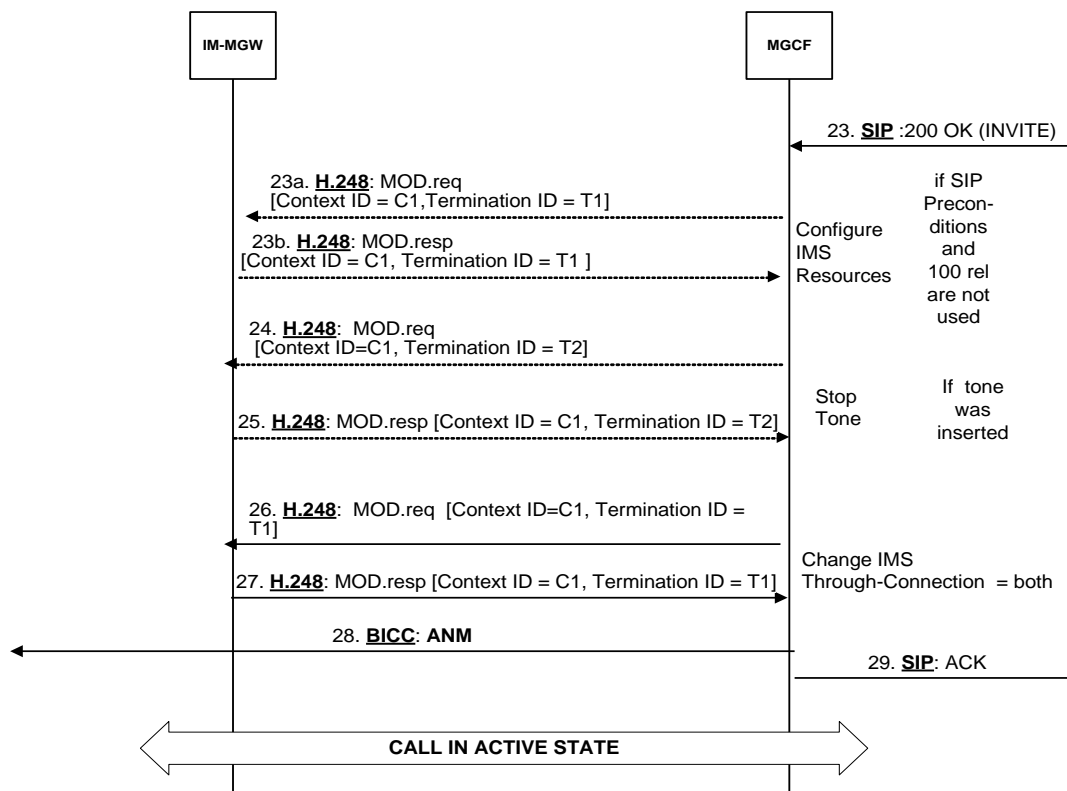 IM-MGW
MGCF
23. SIP :200 OK (INVITE)
23a. H.248: MOD.req
[Context ID = C1,Termination ID = T1]
if SIP
Precon-
ditions
and
100 rel
are not
used
23b. H.248: MOD.resp
[Context ID = C1, Termination ID = T1 ]
Configure
IMS
Resources
24. H.248: MOD.req
[Context ID=C1, Termination ID = T2]
25. H.248: MOD.resp [Context ID = C1, Termination ID = T2]
Stop
Tone
If tone
was
inserted
26. H.248: MOD.req [Context ID=C1, Termination ID =
T1]
27. H.248: MOD.resp [Context ID = C1, Termination ID = T1]
Change IMS
Through-Connection = both
28. BICC: ANM
29. SIP: ACK
CALL IN ACTIVE STATE